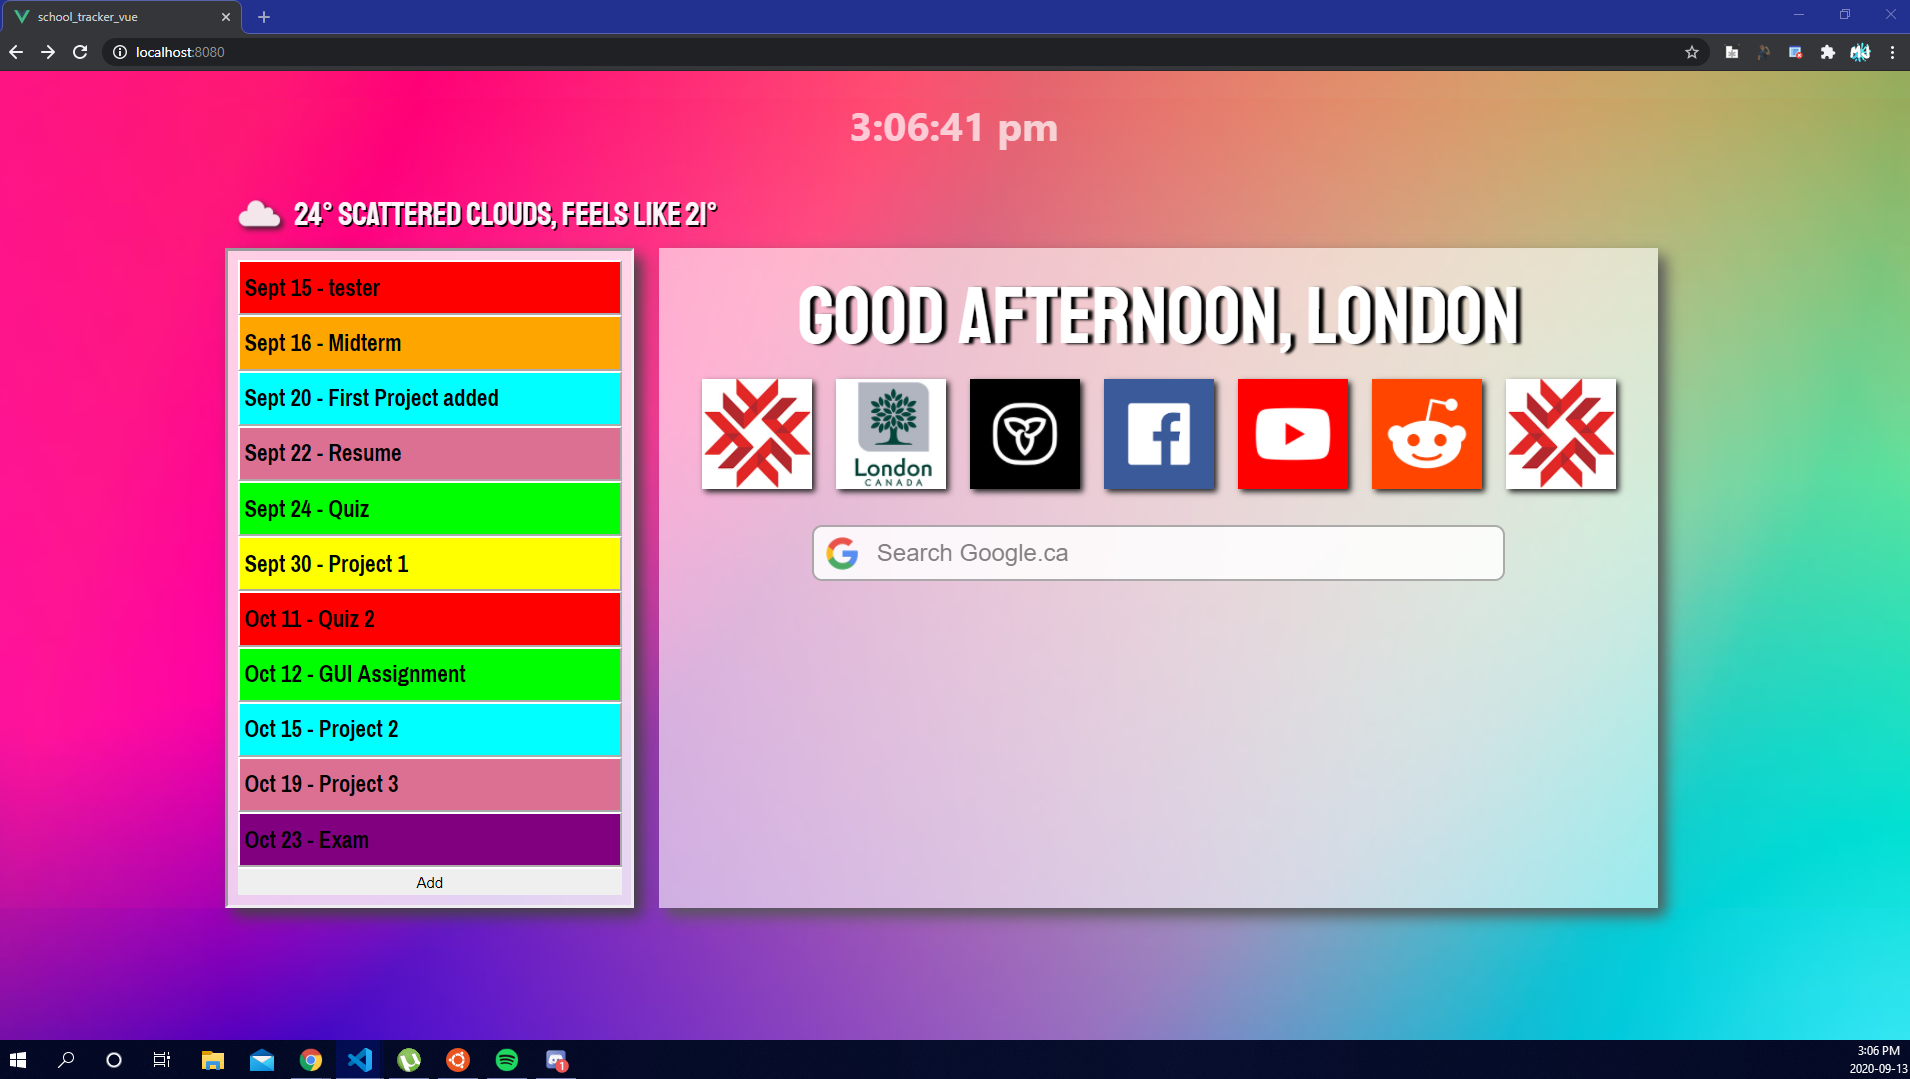 school_tracker_vue
localhost:8080
3:06:41 pm
24° SCATTERED CLOUDS, FEELS LIKE 21°
Sept 15 - tester
Sept 16 - Midterm
Sept 20 - First Project added
Sept 22 - Resume
Sept 24 - Quiz
Sept 30 - Project 1
Oct 11 - Quiz 2
Oct 12 - GUI Assignment
Oct 15 - Project 2
Oct 19 - Project 3
Oct 23 - Exam
Add
GOOD AFTERNOON, LONDON
London
CANADA
Search Google.ca
1
3:06 PM
2020-09-13